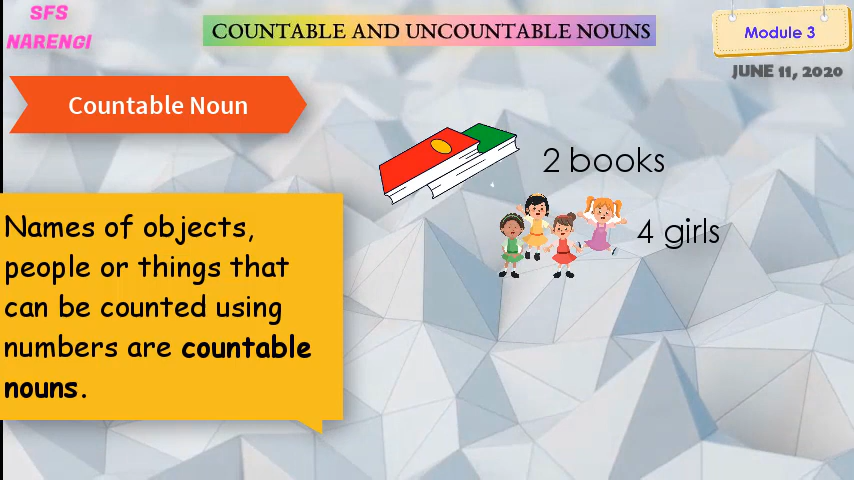 SFS
NARENGI
COUNTABLE AND UNCOUNTABLE NOUNS
Module 3
JUNE 11, 2020
Countable Noun
2 books
4 girls
Names of objects,
people or things that
can be counted using
numbers are countable
nouns.